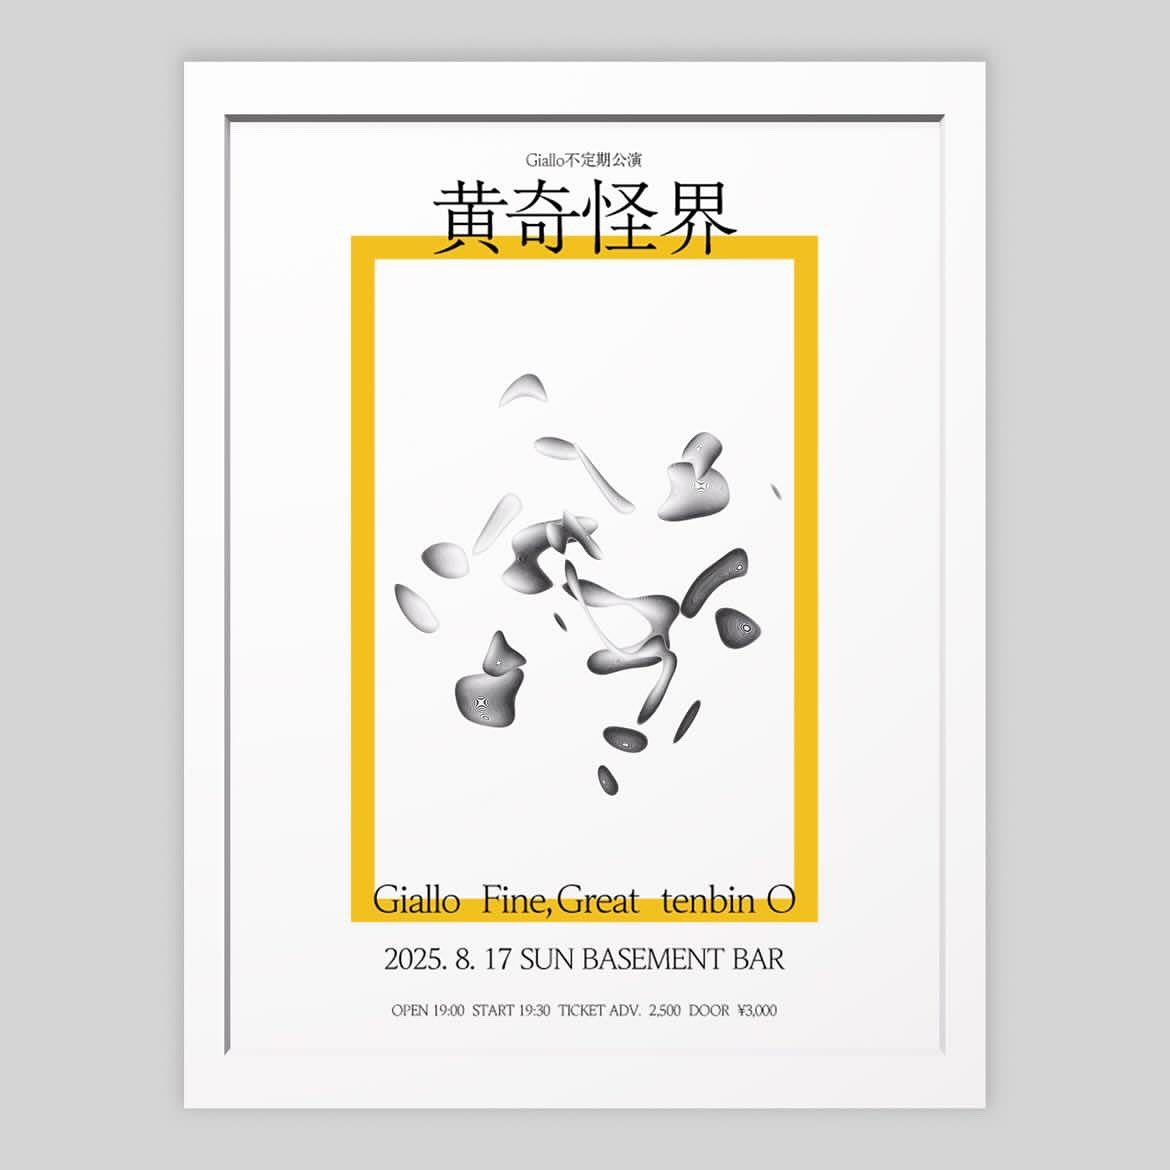 Giallo不定期公演
黄奇怪界
Giallo Fine,Great tenbin O
2025. 8. 17 SUN BASEMENT BAR
OPEN 19:00 START 19:30 TICKET ADV. 2,500 DOOR ¥3,000